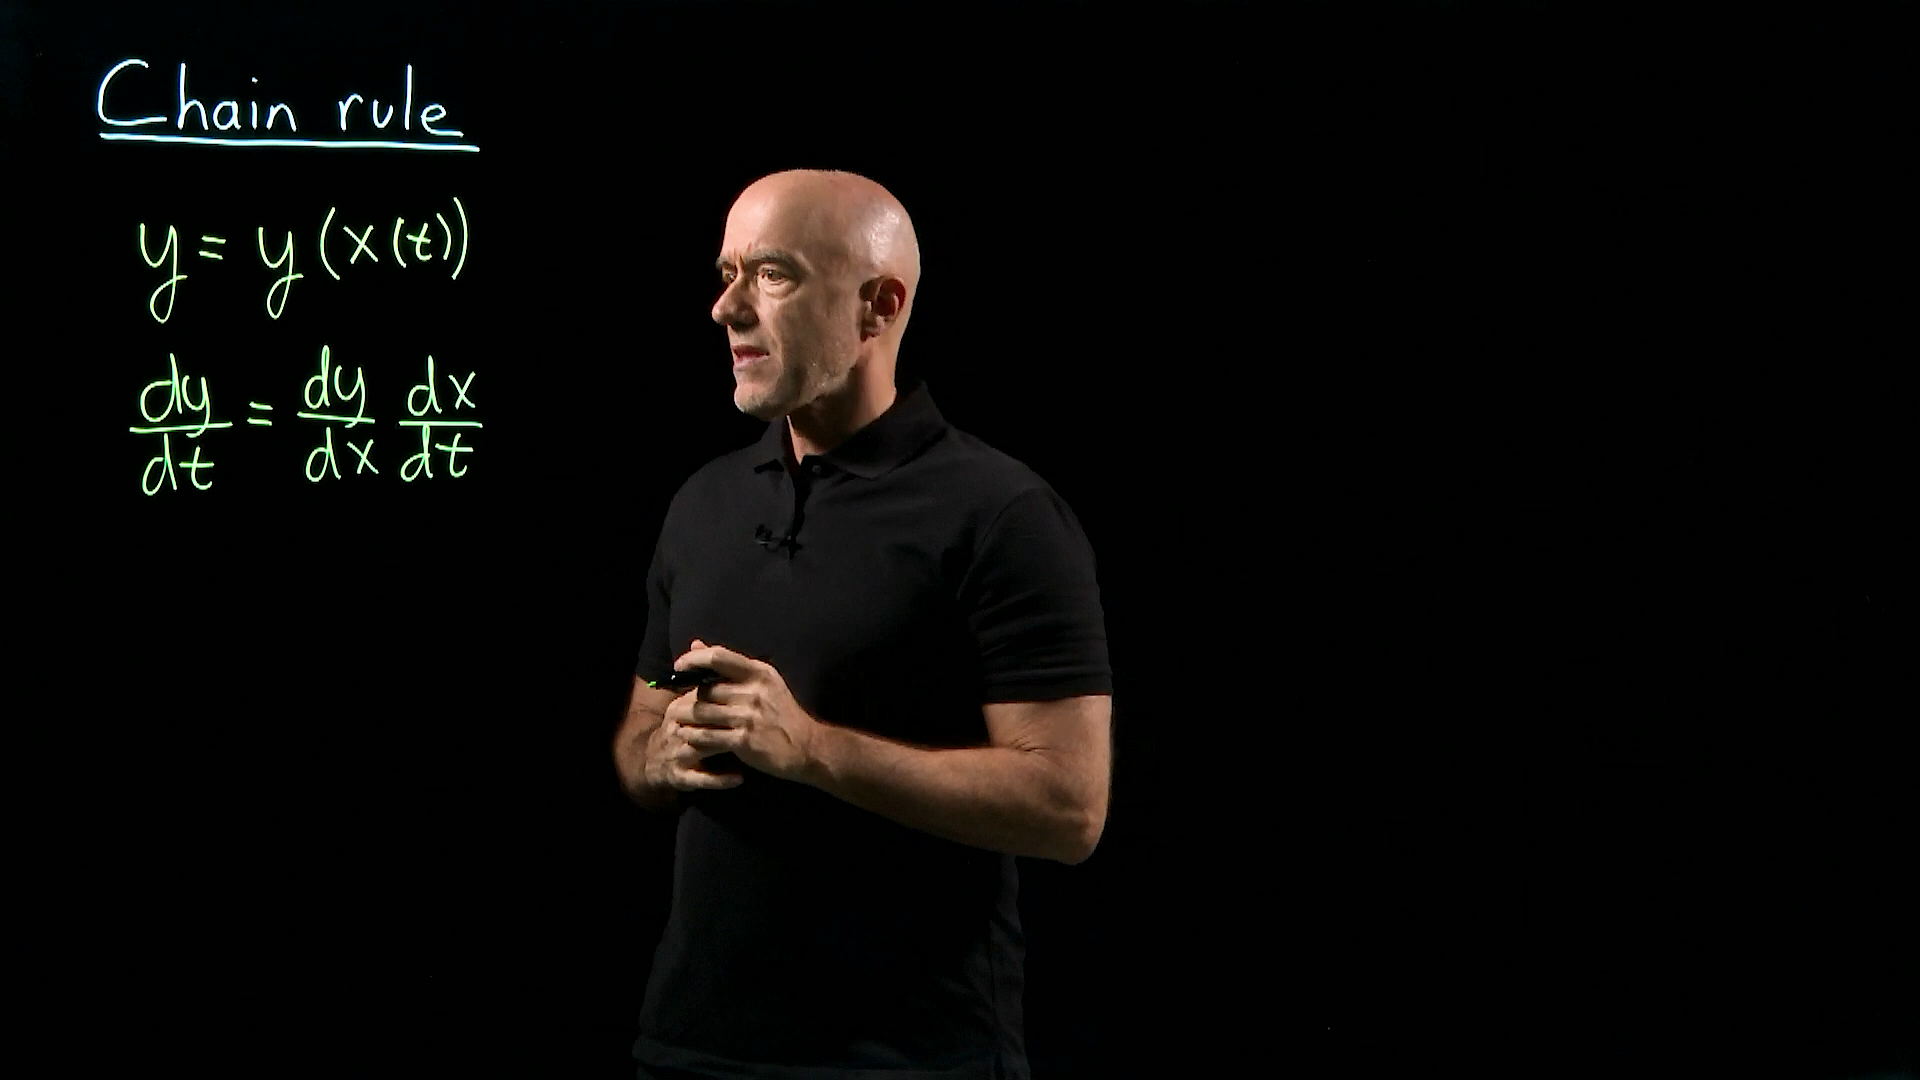 Chain rule
y = y(x(t))
dy/dt = dy/dx dx/dt